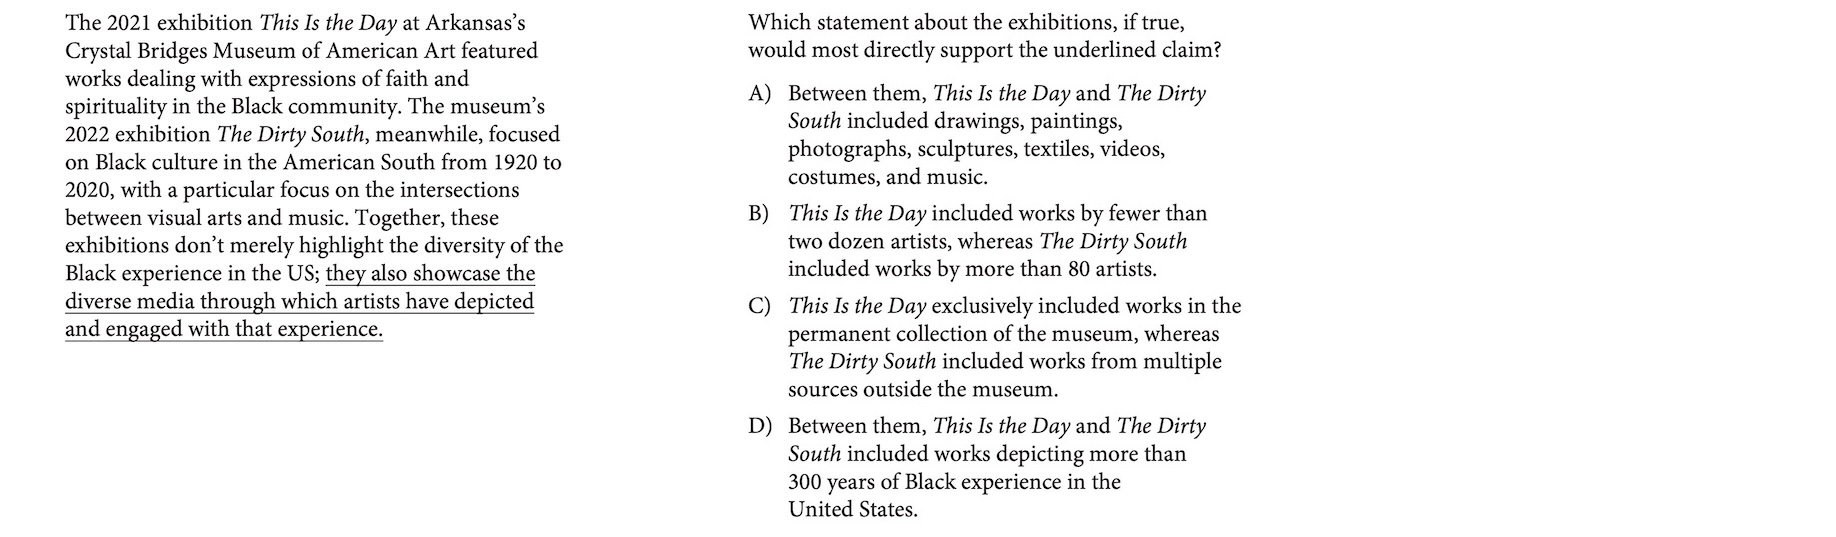 The 2021 exhibition This Is the Day at Arkansas’s
Crystal Bridges Museum of American Art featured
works dealing with expressions of faith and
spirituality in the Black community. The museum’s
2022 exhibition The Dirty South, meanwhile, focused
on Black culture in the American South from 1920 to
2020, with a particular focus on the intersections
between visual arts and music. Together, these
exhibitions don’t merely highlight the diversity of the
Black experience in the US; they also showcase the
diverse media through which artists have depicted
and engaged with that experience.
Which statement about the exhibitions, if true,
would most directly support the underlined claim?
A) Between them, This Is the Day and The Dirty
South included drawings, paintings,
photographs, sculptures, textiles, videos,
costumes, and music.
B) This Is the Day included works by fewer than
two dozen artists, whereas The Dirty South
included works by more than 80 artists.
C) This Is the Day exclusively included works in the
permanent collection of the museum, whereas
The Dirty South included works from multiple
sources outside the museum.
D) Between them, This Is the Day and The Dirty
South included works depicting more than
300 years of Black experience in the
United States.